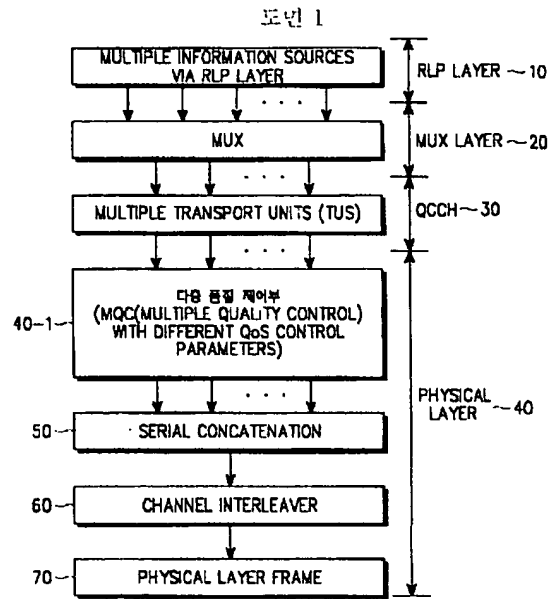 도면 1
MULTIPLE INFORMATION SOURCES
VIA RLP LAYER
RLP LAYER ~ 10
· · ·
MUX
MUX LAYER ~ 20
· · ·
MULTIPLE TRANSPORT UNITS (TUS)
QCCH ~ 30
· · ·
40-1
다중 품질 제어부
(MQC(MULTIPLE QUALITY CONTROL)
WITH DIFFERENT QoS CONTROL
PARAMETERS)
PHYSICAL
LAYER ~ 40
· · ·
50
SERIAL CONCATENATION
60
CHANNEL INTERLEAVER
70
PHYSICAL LAYER FRAME